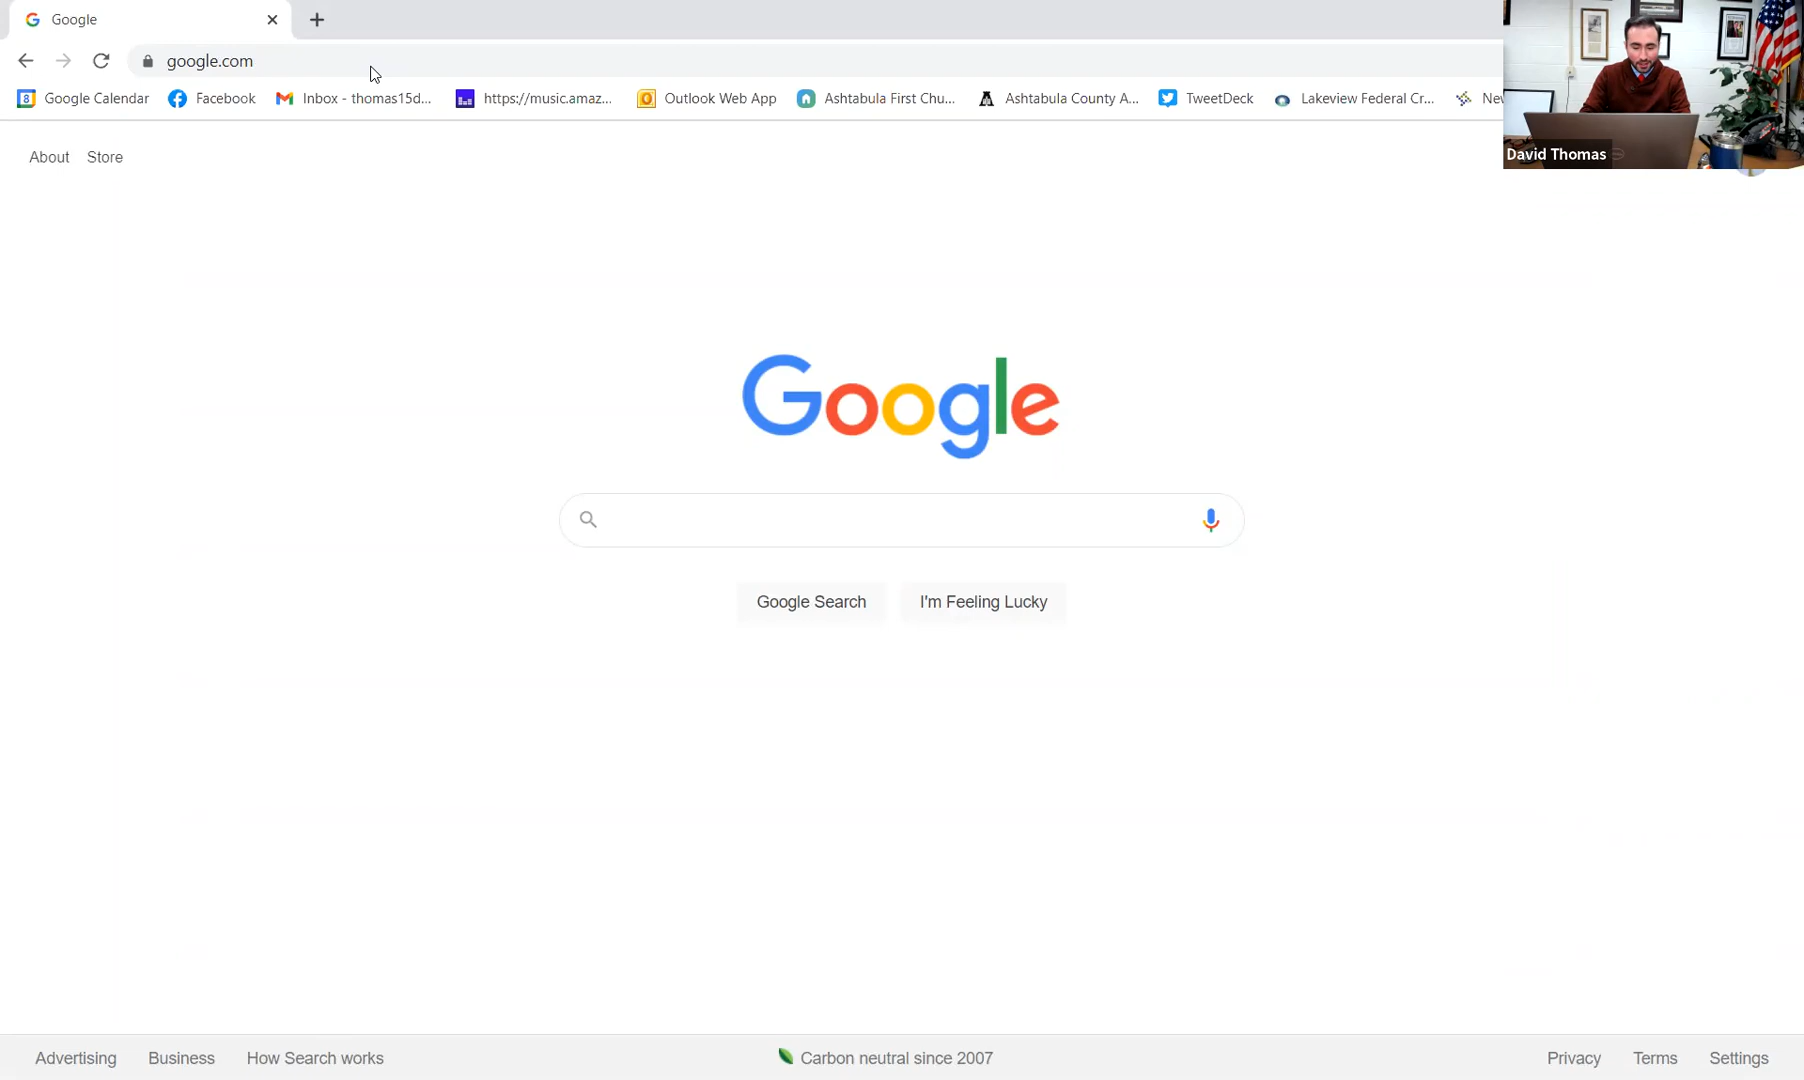 Google
google.com
Google Calendar Facebook Inbox - thomas15d... https://music.amaz... Outlook Web App Ashtabula First Chu... Ashtabula County A... TweetDeck Lakeview Federal Cr... Nev
David Thomas
About Store
Google
Google Search I'm Feeling Lucky
Advertising Business How Search works Carbon neutral since 2007 Privacy Terms Settings